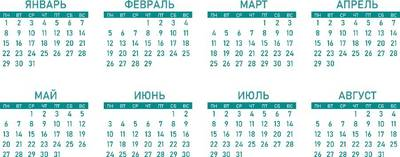 ЯНВАРЬ
ПН ВТ СР ЧТ ПТ СБ ВС
1 2 3 4 5 6 7
8 9 10 11 12 13 14
15 16 17 18 19 20 21
22 23 24 25 26 27 28
29 30 31
ФЕВРАЛЬ
ПН ВТ СР ЧТ ПТ СБ ВС
1 2 3 4
5 6 7 8 9 10 11
12 13 14 15 16 17 18
19 20 21 22 23 24 25
26 27 28 29
МАРТ
ПН ВТ СР ЧТ ПТ СБ ВС
1 2 3
4 5 6 7 8 9 10
11 12 13 14 15 16 17
18 19 20 21 22 23 24
25 26 27 28 29 30 31
АПРЕЛЬ
ПН ВТ СР ЧТ ПТ СБ ВС
1 2 3 4 5 6 7
8 9 10 11 12 13 14
15 16 17 18 19 20 21
22 23 24 25 26 27 28
29 30
МАЙ
ПН ВТ СР ЧТ ПТ СБ ВС
1 2 3 4 5
6 7 8 9 10 11 12
13 14 15 16 17 18 19
20 21 22 23 24 25 26
27 28 29 30 31
ИЮНЬ
ПН ВТ СР ЧТ ПТ СБ ВС
1 2
3 4 5 6 7 8 9
10 11 12 13 14 15 16
17 18 19 20 21 22 23
24 25 26 27 28 29 30
ИЮЛЬ
ПН ВТ СР ЧТ ПТ СБ ВС
1 2 3 4 5 6 7
8 9 10 11 12 13 14
15 16 17 18 19 20 21
22 23 24 25 26 27 28
29 30 31
АВГУСТ
ПН ВТ СР ЧТ ПТ СБ ВС
1 2 3 4
5 6 7 8 9 10 11
12 13 14 15 16 17 18
19 20 21 22 23 24 25
26 27 28 29 30 31